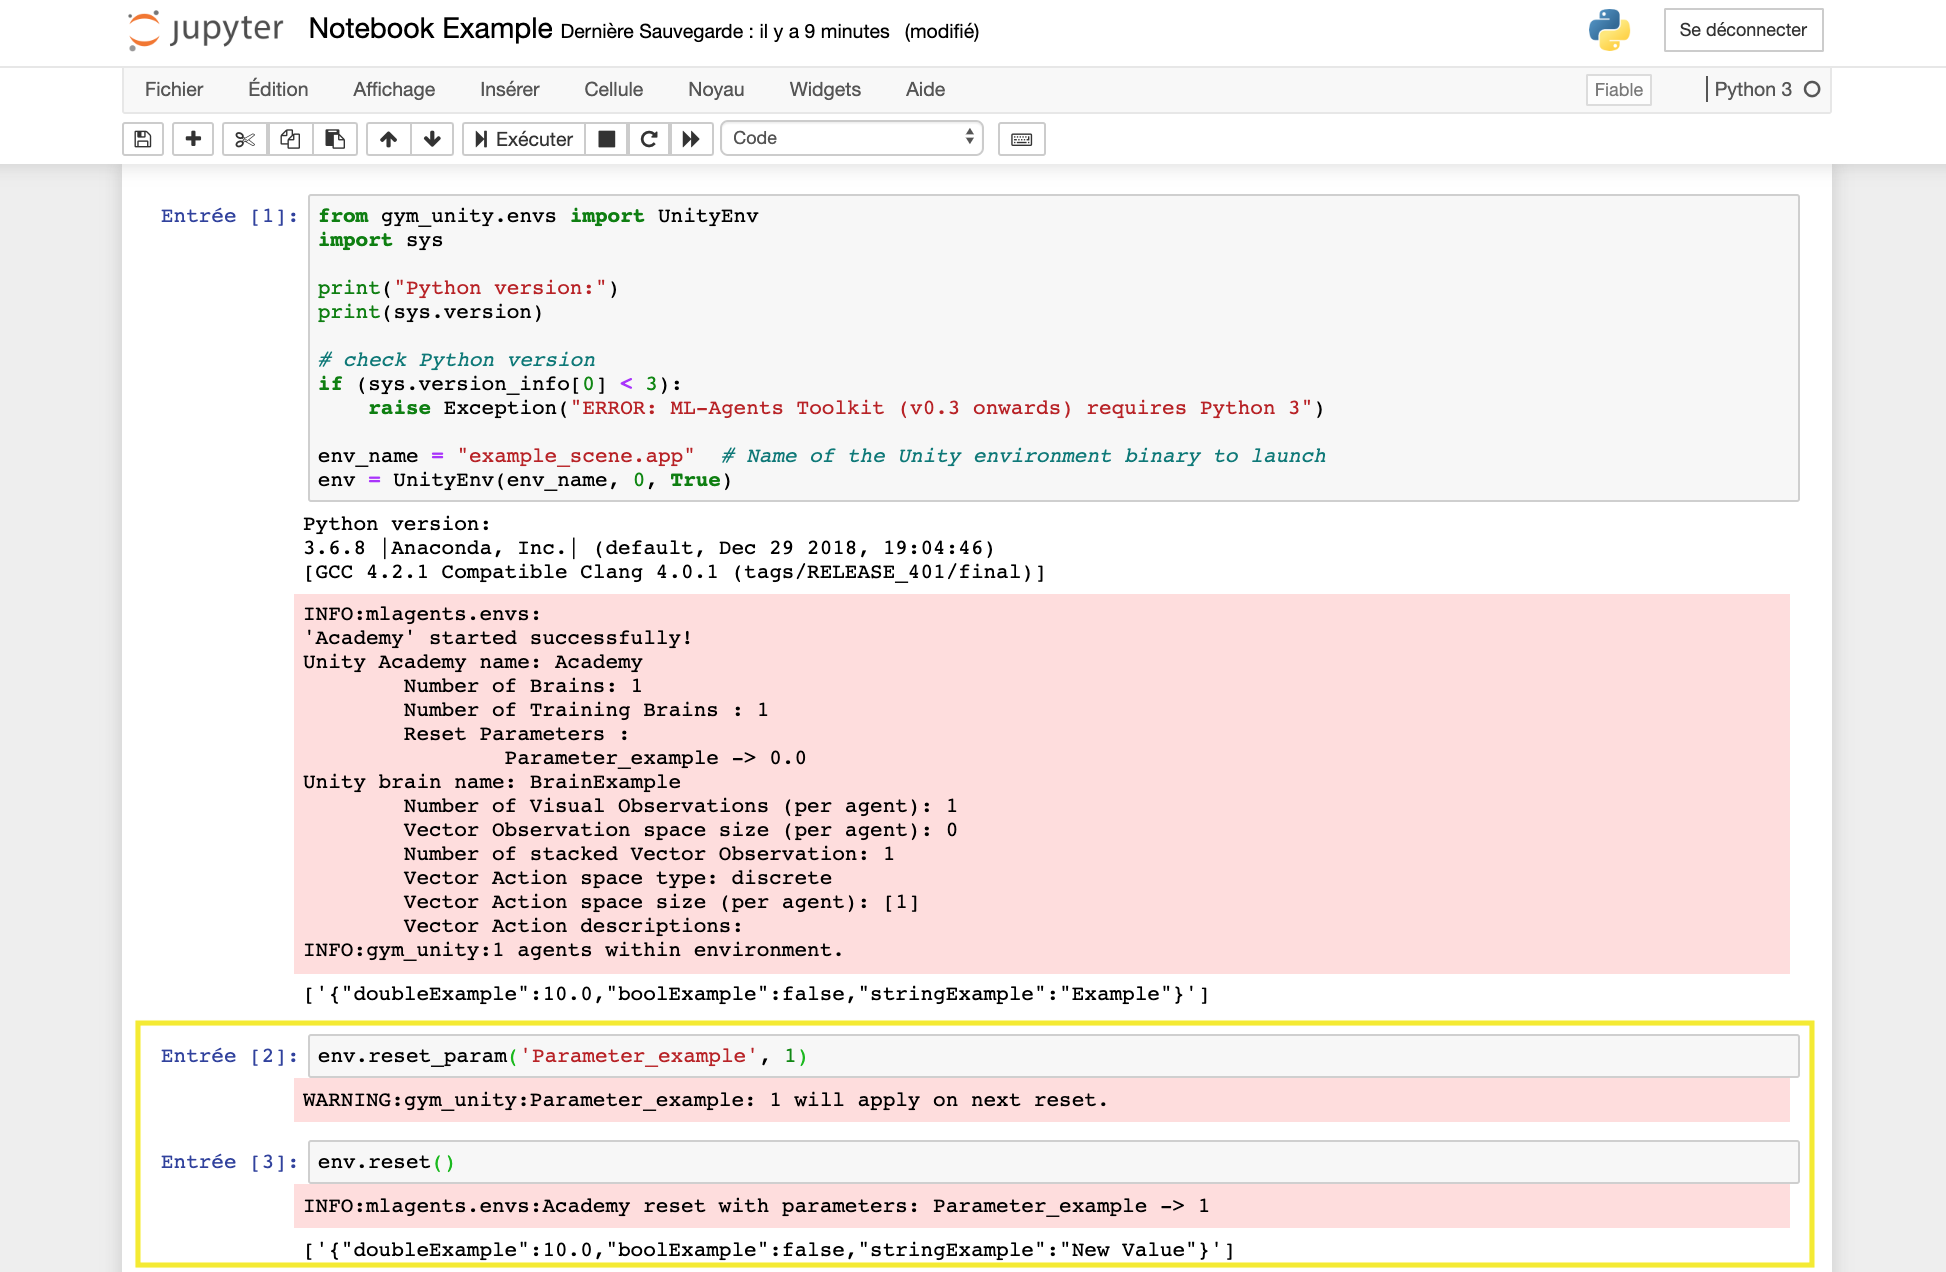 jupyter Notebook Example Dernière Sauvegarde : il y a 9 minutes (modifié)
Se déconnecter
Fichier Édition Affichage Insérer Cellule Noyau Widgets Aide
Fiable
Python 3
Exécuter
Code
Entrée [1]:
from gym_unity.envs import UnityEnv
import sys
print("Python version:")
print(sys.version)
# check Python version
if (sys.version_info[0] < 3):
    raise Exception("ERROR: ML-Agents Toolkit (v0.3 onwards) requires Python 3")
env_name = "example_scene.app"  # Name of the Unity environment binary to launch
env = UnityEnv(env_name, 0, True)
Python version:
3.6.8 |Anaconda, Inc.| (default, Dec 29 2018, 19:04:46)
[GCC 4.2.1 Compatible Clang 4.0.1 (tags/RELEASE_401/final)]
INFO:mlagents.envs:
'Academy' started successfully!
Unity Academy name: Academy
        Number of Brains: 1
        Number of Training Brains : 1
        Reset Parameters :
                Parameter_example -> 0.0
Unity brain name: BrainExample
        Number of Visual Observations (per agent): 1
        Vector Observation space size (per agent): 0
        Number of stacked Vector Observation: 1
        Vector Action space type: discrete
        Vector Action space size (per agent): [1]
        Vector Action descriptions:
INFO:gym_unity:1 agents within environment.
['{"doubleExample":10.0,"boolExample":false,"stringExample":"Example"}']
Entrée [2]: env.reset_param('Parameter_example', 1)
WARNING:gym_unity:Parameter_example: 1 will apply on next reset.
Entrée [3]: env.reset()
INFO:mlagents.envs:Academy reset with parameters: Parameter_example -> 1
['{"doubleExample":10.0,"boolExample":false,"stringExample":"New Value"}']